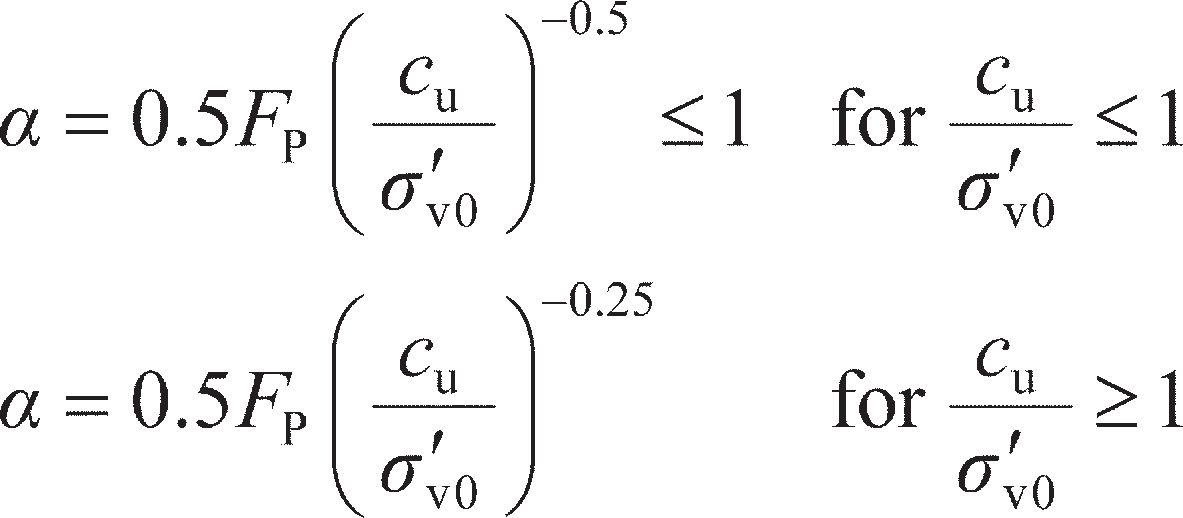 α = 0.5F_P (c_u / σ′_v0)^−0.5 ≤ 1 for c_u / σ′_v0 ≤ 1
α = 0.5F_P (c_u / σ′_v0)^−0.25 for c_u / σ′_v0 ≥ 1